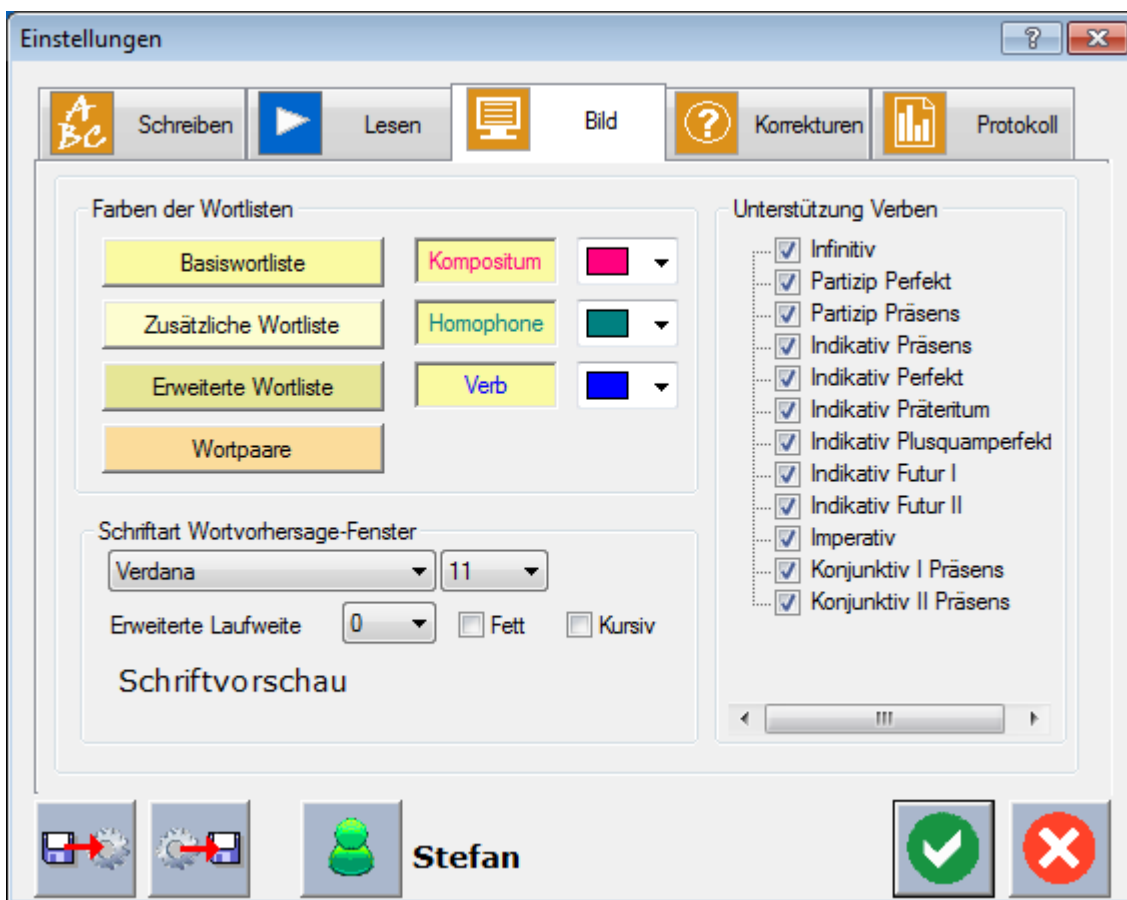 Einstellungen
ABC Schreiben
Lesen
Bild
? Korrekturen
Protokoll
Farben der Wortlisten
Basiswortliste
Kompositum
Zusätzliche Wortliste
Homophone
Erweiterte Wortliste
Verb
Wortpaare
Schriftart Wortvorhersage-Fenster
Verdana
11
Erweiterte Laufweite
0
Fett
Kursiv
Schriftvorschau
Unterstützung Verben
Infinitiv
Partizip Perfekt
Partizip Präsens
Indikativ Präsens
Indikativ Perfekt
Indikativ Präteritum
Indikativ Plusquamperfekt
Indikativ Futur I
Indikativ Futur II
Imperativ
Konjunktiv I Präsens
Konjunktiv II Präsens
Stefan